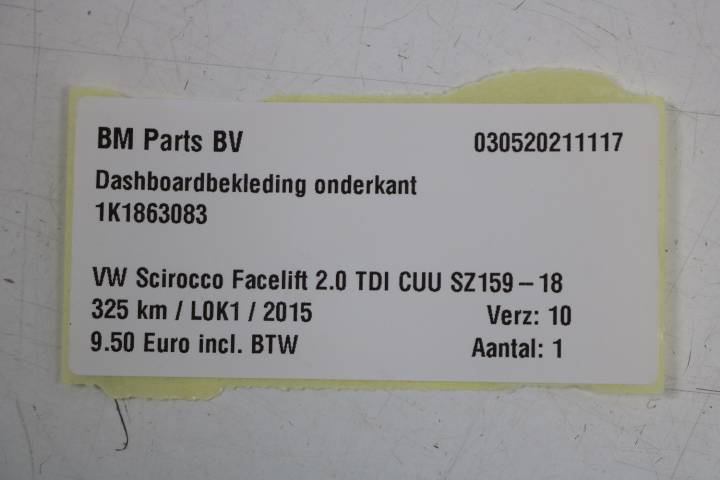 BM Parts BV 030520211117
Dashboardbekleding onderkant
1K1863083
VW Scirocco Facelift 2.0 TDI CUU SZ159 – 18
325 km / L0K1 / 2015 Verz: 10
9.50 Euro incl. BTW Aantal: 1